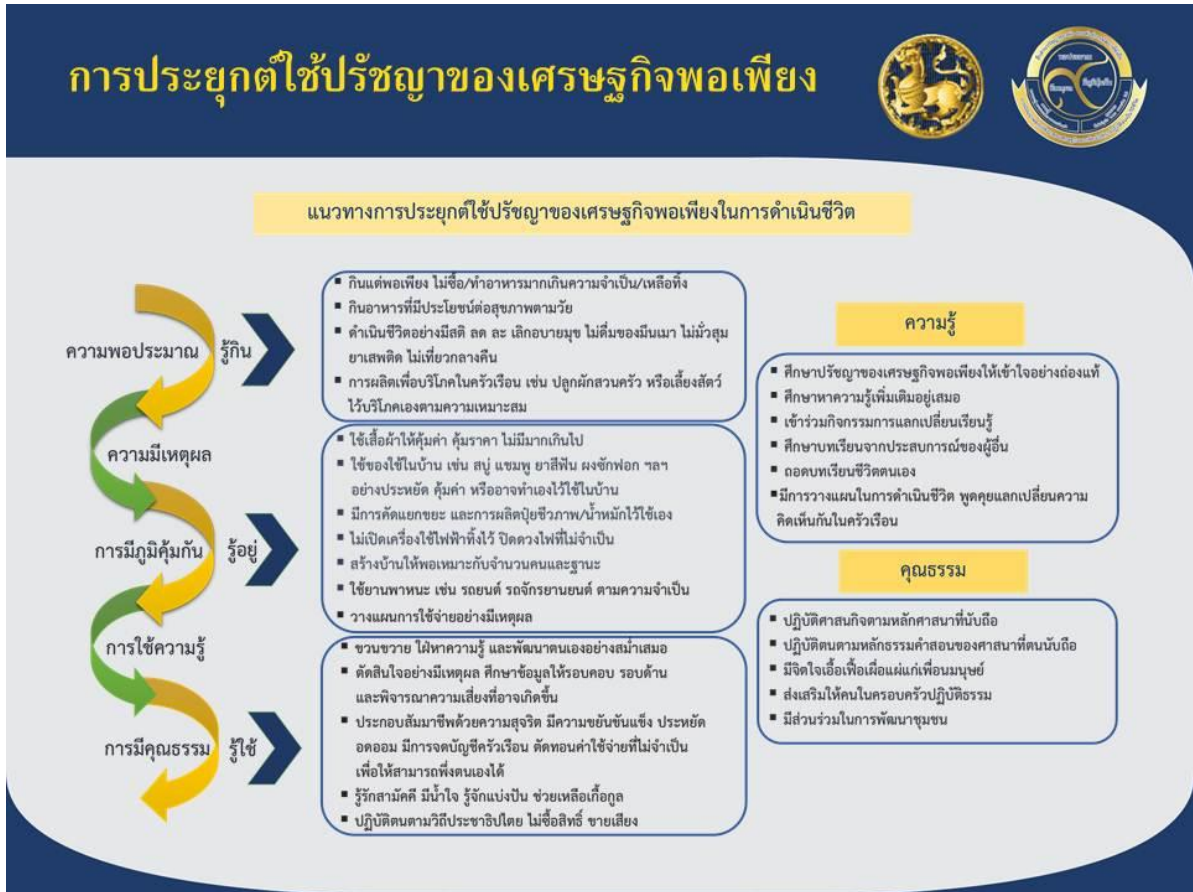 การประยุกต์ใช้ปรัชญาของเศรษฐกิจพอเพียง
แนวทางการประยุกต์ใช้ปรัชญาของเศรษฐกิจพอเพียงในการดำเนินชีวิต
ความพอประมาณ
ความมีเหตุผล
การมีภูมิคุ้มกัน
การใช้ความรู้
การมีคุณธรรม
รู้กิน
▪ กินแต่พอเพียง ไม่ซื้อ/ทำอาหารมากเกินความจำเป็น/เหลือทิ้ง
▪ กินอาหารที่มีประโยชน์ต่อสุขภาพตามวัย
▪ ดำเนินชีวิตอย่างมีสติ ลด ละ เลิกอบายมุข ไม่ดื่มของมึนเมา ไม่มั่วสุม
ยาเสพติด ไม่เที่ยวกลางคืน
▪ การผลิตเพื่อบริโภคในครัวเรือน เช่น ปลูกผักสวนครัว หรือเลี้ยงสัตว์
ไว้บริโภคเองตามความเหมาะสม
รู้อยู่
▪ ใช้เสื้อผ้าให้คุ้มค่า คุ้มราคา ไม่มีมากเกินไป
▪ ใช้ของใช้ในบ้าน เช่น สบู่ แชมพู ยาสีฟัน ผงซักฟอก ฯลฯ
อย่างประหยัด คุ้มค่า หรืออาจทำเองไว้ใช้ในบ้าน
▪ มีการคัดแยกขยะ และการผลิตปุ๋ยชีวภาพ/น้ำหมักไว้ใช้เอง
▪ ไม่เปิดเครื่องใช้ไฟฟ้าทิ้งไว้ ปิดดวงไฟที่ไม่จำเป็น
▪ สร้างบ้านให้พอเหมาะกับจำนวนคนและฐานะ
▪ ใช้ยานพาหนะ เช่น รถยนต์ รถจักรยานยนต์ ตามความจำเป็น
▪ วางแผนการใช้จ่ายอย่างมีเหตุผล
รู้ใช้
▪ ขวนขวาย ใฝ่หาความรู้ และพัฒนาตนเองอย่างสม่ำเสมอ
▪ ตัดสินใจอย่างมีเหตุผล ศึกษาข้อมูลให้รอบคอบ รอบด้าน
และพิจารณาความเสี่ยงที่อาจเกิดขึ้น
▪ ประกอบสัมมาชีพด้วยความสุจริต มีความขยันขันแข็ง ประหยัด
อดออม มีการจดบัญชีครัวเรือน ตัดทอนค่าใช้จ่ายที่ไม่จำเป็น
เพื่อให้สามารถพึ่งตนเองได้
▪ รู้รักสามัคคี มีน้ำใจ รู้จักแบ่งปัน ช่วยเหลือเกื้อกูล
▪ ปฏิบัติตนตามวิถีประชาธิปไตย ไม่ซื้อสิทธิ์ ขายเสียง
ความรู้
▪ ศึกษาปรัชญาของเศรษฐกิจพอเพียงให้เข้าใจอย่างถ่องแท้
▪ ศึกษาหาความรู้เพิ่มเติมอยู่เสมอ
▪ เข้าร่วมกิจกรรมการแลกเปลี่ยนเรียนรู้
▪ ศึกษาบทเรียนจากประสบการณ์ของผู้อื่น
▪ ถอดบทเรียนชีวิตตนเอง
▪มีการวางแผนในการดำเนินชีวิต พูดคุยแลกเปลี่ยนความ
คิดเห็นกันในครัวเรือน
คุณธรรม
▪ ปฏิบัติศาสนกิจตามหลักศาสนาที่นับถือ
▪ ปฏิบัติตนตามหลักธรรมคำสอนของศาสนาที่ตนนับถือ
▪ มีจิตใจเอื้อเฟื้อเผื่อแผ่แก่เพื่อนมนุษย์
▪ ส่งเสริมให้คนในครอบครัวปฏิบัติธรรม
▪ มีส่วนร่วมในการพัฒนาชุมชน